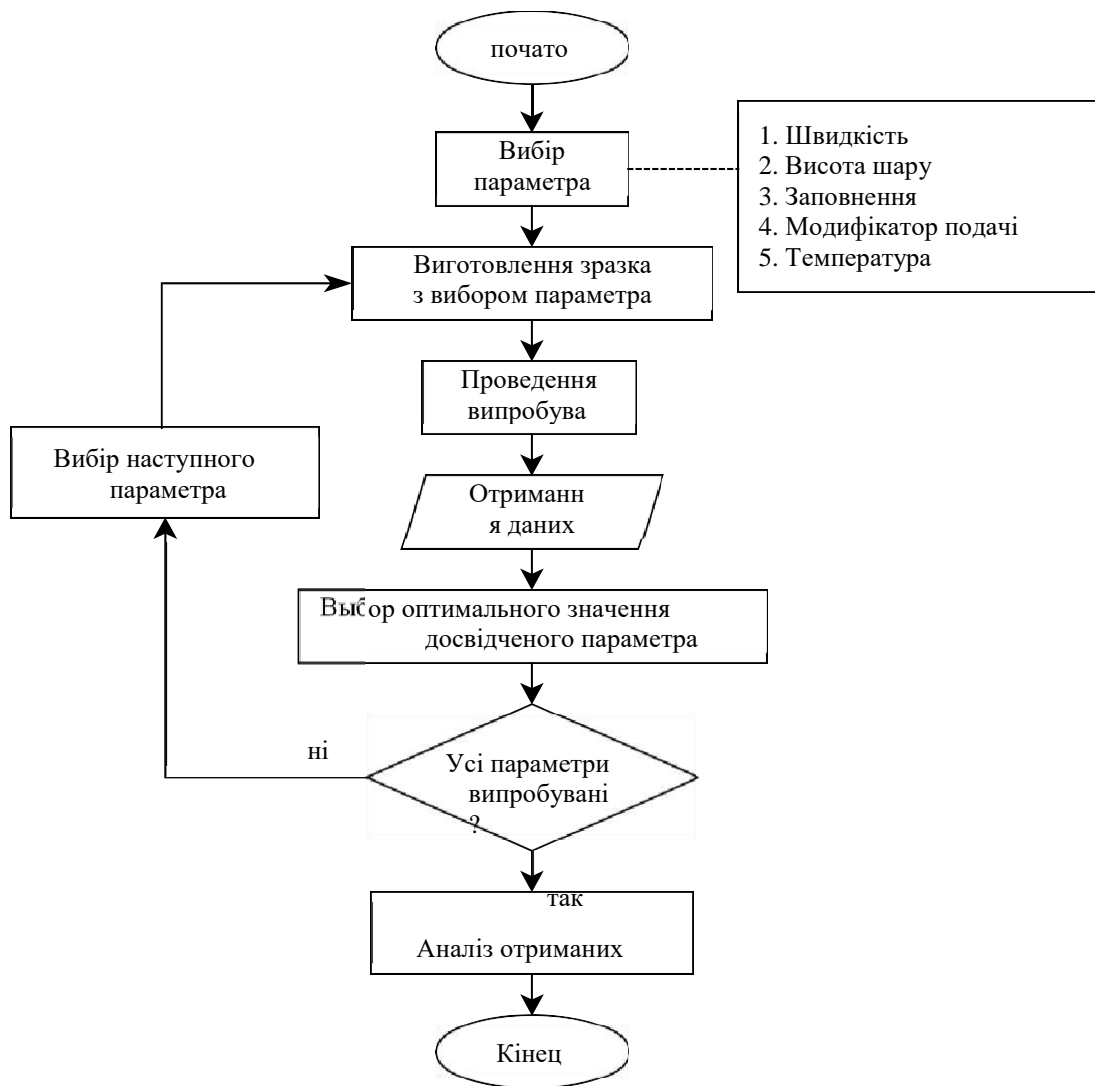 почато
Вибір
параметра
1. Швидкість
2. Висота шару
3. Заповнення
4. Модифікатор подачі
5. Температура
Виготовлення зразка
з вибором параметра
Проведення
випробува
Вибір наступного
параметра
Отриманн
я даних
Выбор оптимального значення
досвідченого параметра
ні
Усі параметри
випробувані
?
так
Аналіз отриманих
Кінец